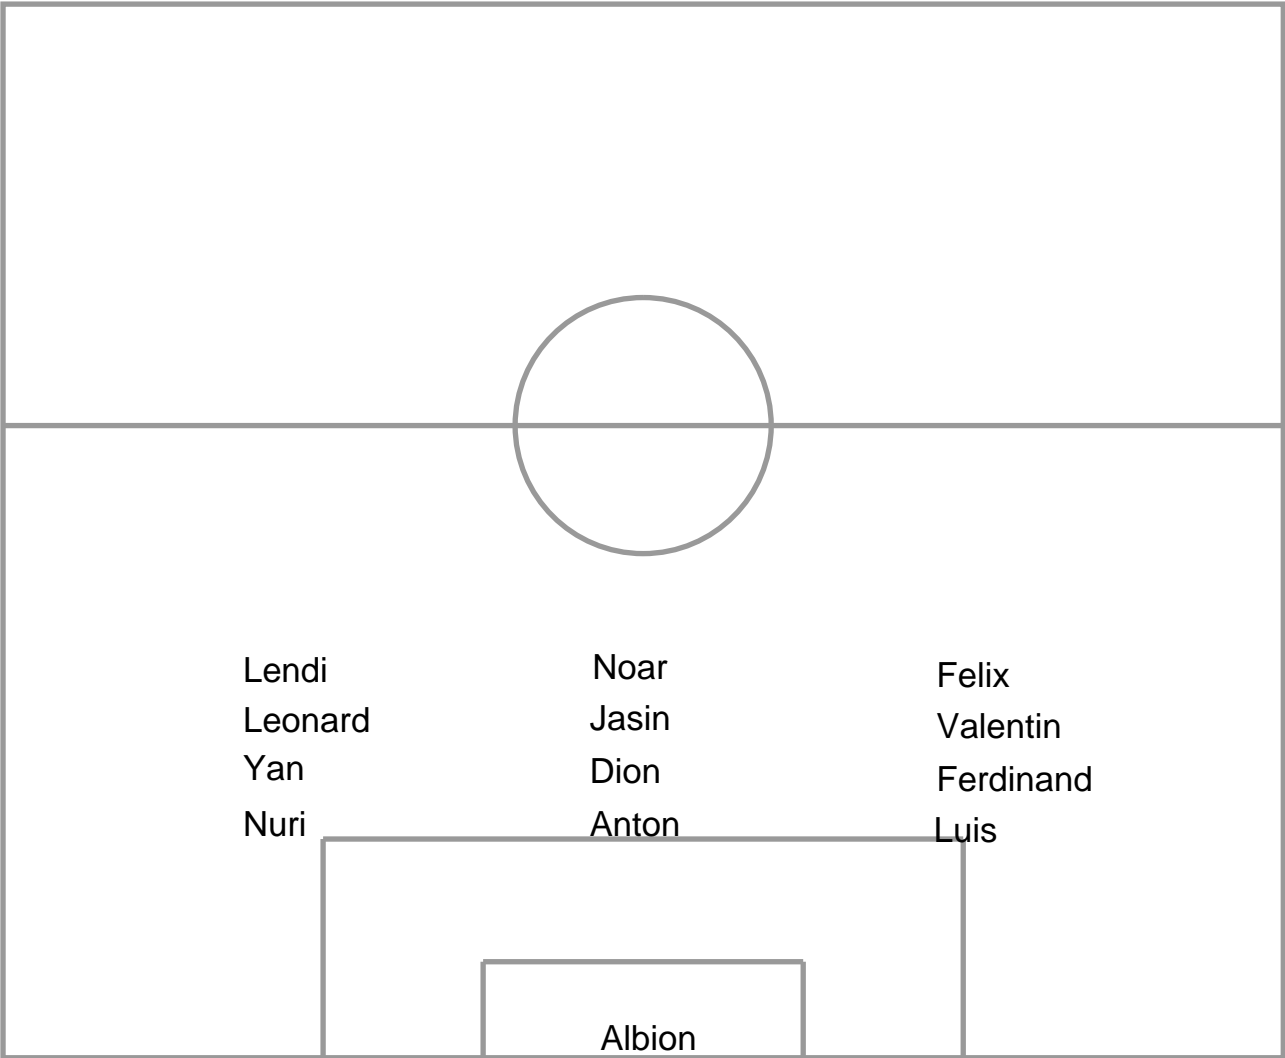 Lendi
Leonard
Yan
Nuri
Noar
Jasin
Dion
Anton
Felix
Valentin
Ferdinand
Luis
Albion